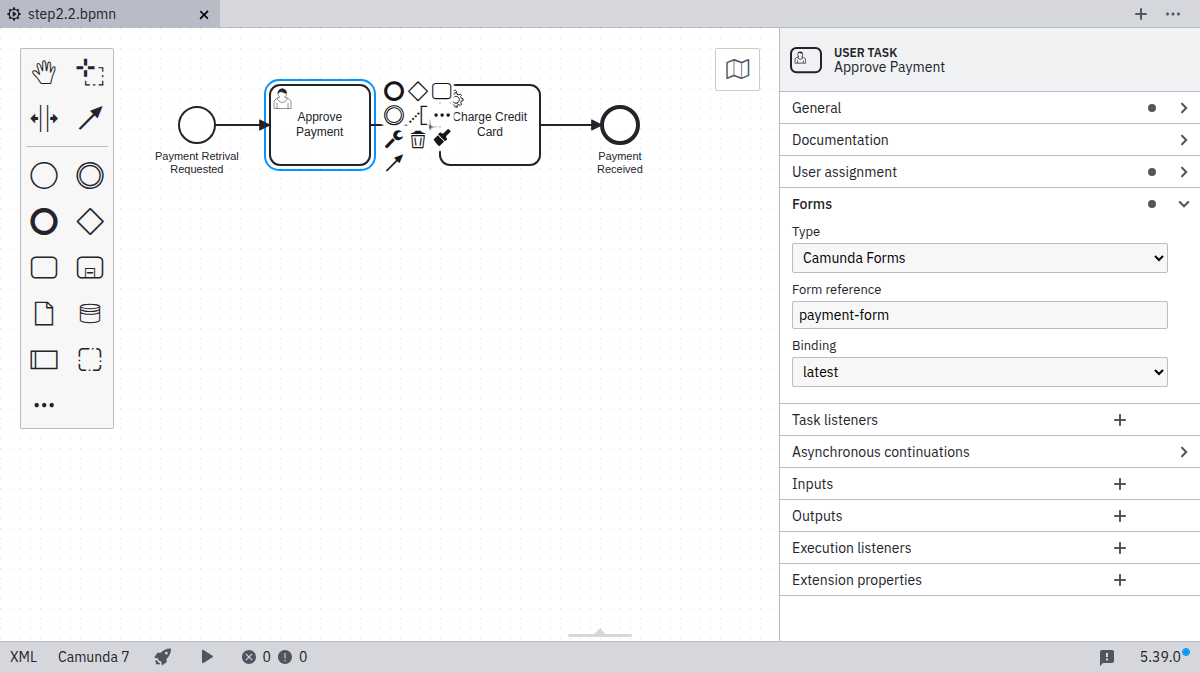 step2.2.bpmn
Payment Retrival
Requested
Approve
Payment
Charge Credit
Card
Payment
Received
USER TASK
Approve Payment
General
Documentation
User assignment
Forms
Type
Camunda Forms
Form reference
payment-form
Binding
latest
Task listeners
Asynchronous continuations
Inputs
Outputs
Execution listeners
Extension properties
XML
Camunda 7
0
0
5.39.0